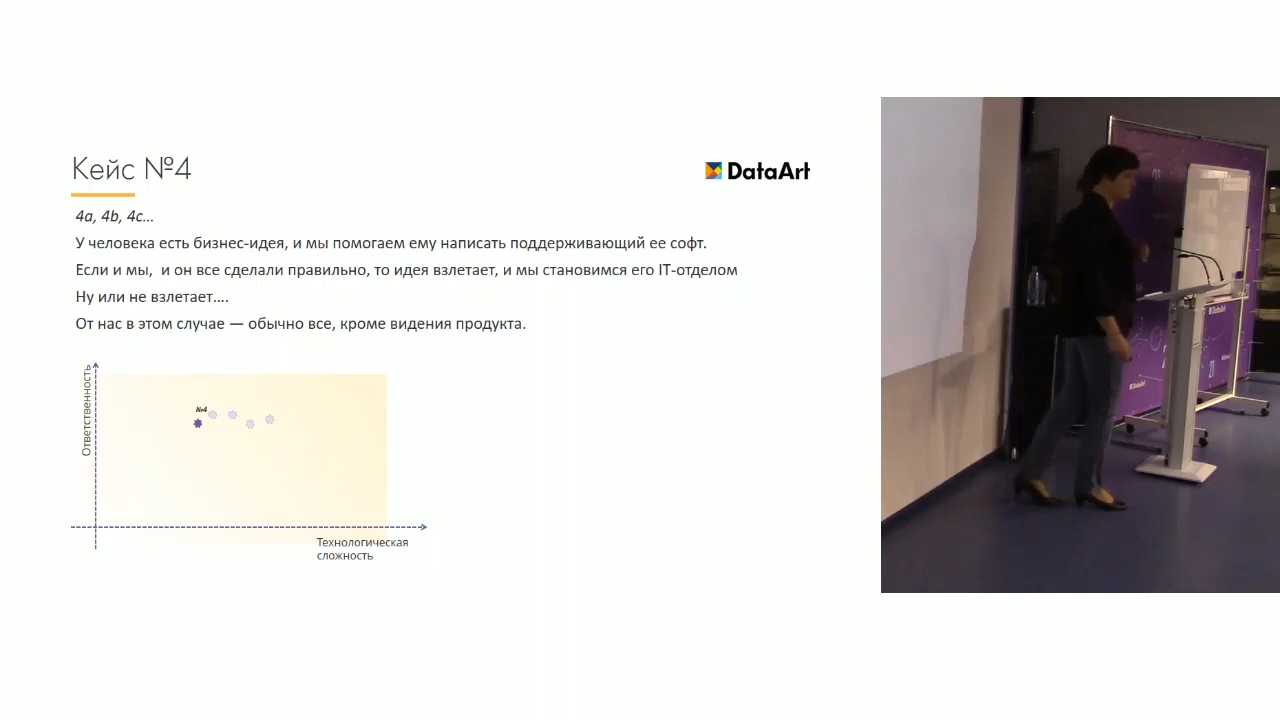 Кейс №4
DataArt
4a, 4b, 4c...
У человека есть бизнес-идея, и мы помогаем ему написать поддерживающий ее софт.
Если и мы,  и он все сделали правильно, то идея взлетает, и мы становимся его IT-отделом
Ну или не взлетает....
От нас в этом случае — обычно все, кроме видения продукта.
Ответственность
№4
Технологическая
сложность
DataArt
DataArt